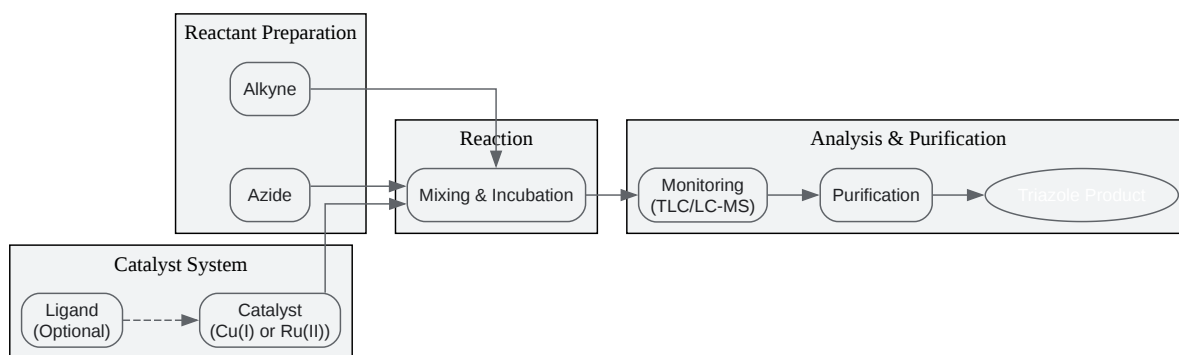 Reactant Preparation
Alkyne
Azide
Reaction
Mixing & Incubation
Analysis & Purification
Monitoring
(TLC/LC-MS)
Purification
Triazole Product
Catalyst System
Ligand
(Optional)
Catalyst
(Cu(I) or Ru(II))